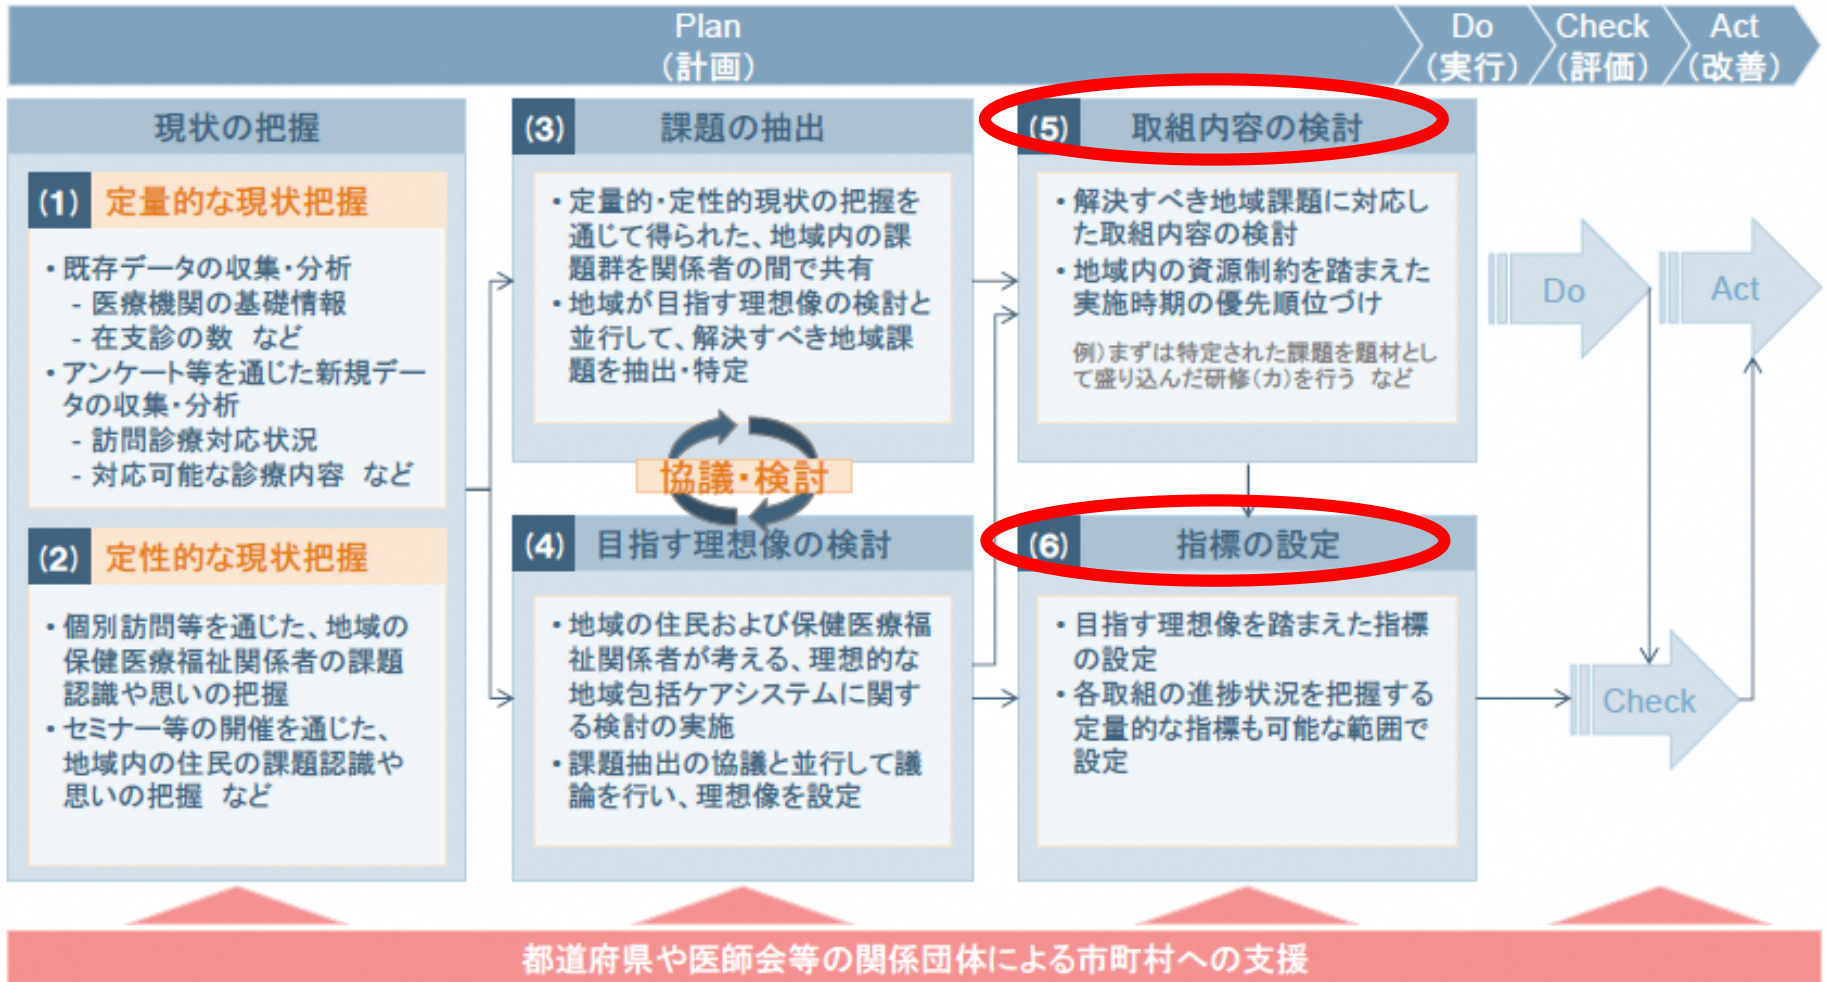 Plan
（計画）
Do
（実行）
Check
（評価）
Act
（改善）
現状の把握
(1) 定量的な現状把握
・既存データの収集・分析
- 医療機関の基礎情報
- 在支診の数 など
・アンケート等を通じた新規デー
タの収集・分析
- 訪問診療対応状況
- 対応可能な診療内容 など
(2) 定性的な現状把握
・個別訪問等を通じた、地域の
保健医療福祉関係者の課題
認識や思いの把握
・セミナー等の開催を通じた、
地域内の住民の課題認識や
思いの把握 など
(3) 課題の抽出
・定量的・定性的現状の把握を
通じて得られた、地域内の課
題群を関係者の間で共有
・地域が目指す理想像の検討と
並行して、解決すべき地域課
題を抽出・特定
協議・検討
(4) 目指す理想像の検討
・地域の住民および保健医療福
祉関係者が考える、理想的な
地域包括ケアシステムに関す
る検討の実施
・課題抽出の協議と並行して議
論を行い、理想像を設定
(5) 取組内容の検討
・解決すべき地域課題に対応し
た取組内容の検討
・地域内の資源制約を踏まえた
実施時期の優先順位づけ
例）まずは特定された課題を題材とし
て盛り込んだ研修（カ）を行う など
(6) 指標の設定
・目指す理想像を踏まえた指標
の設定
・各取組の進捗状況を把握する
定量的な指標も可能な範囲で
設定
Do
Act
Check
都道府県や医師会等の関係団体による市町村への支援